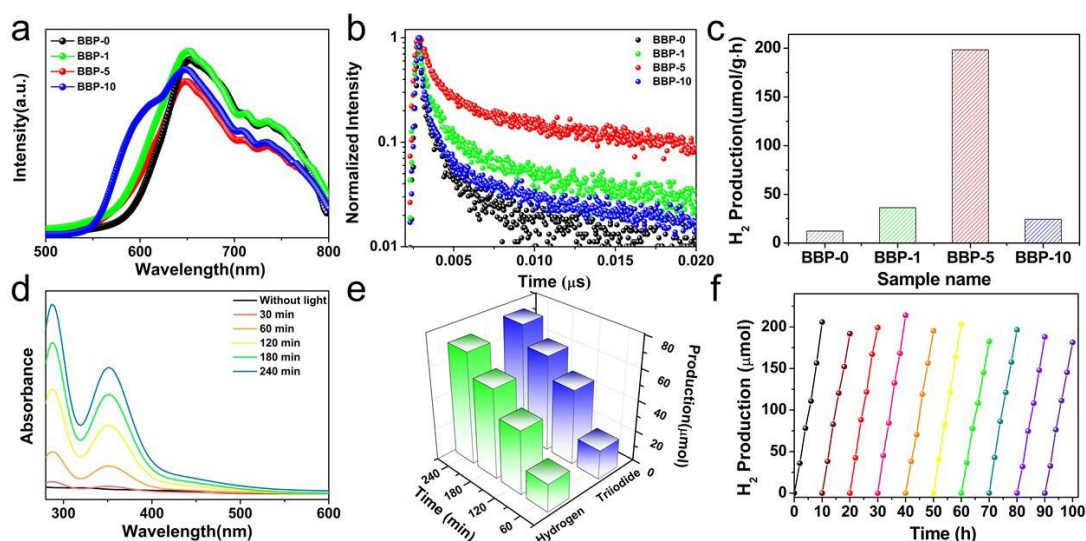 a
BBP-0
BBP-1
BBP-5
BBP-10
Intensity(a.u.)
500 600 700 800
Wavelength(nm)
b
BBP-0
BBP-1
BBP-5
BBP-10
Normalized Intensity
1
0.1
0.01
0.005 0.010 0.015 0.020
Time (μs)
c
H2 Production(umol/g·h)
200
150
100
50
0
BBP-0 BBP-1 BBP-5 BBP-10
Sample name
d
Without light
30 min
60 min
120 min
180 min
240 min
Absorbance
300 400 500 600
Wavelength(nm)
e
80
60
40
20
0
Production(μmol)
240
180
120
60
Time (min)
Hydrogen
Triiodide
f
H2 Production (μmol)
200
150
100
50
0
0 10 20 30 40 50 60 70 80 90 100
Time (h)